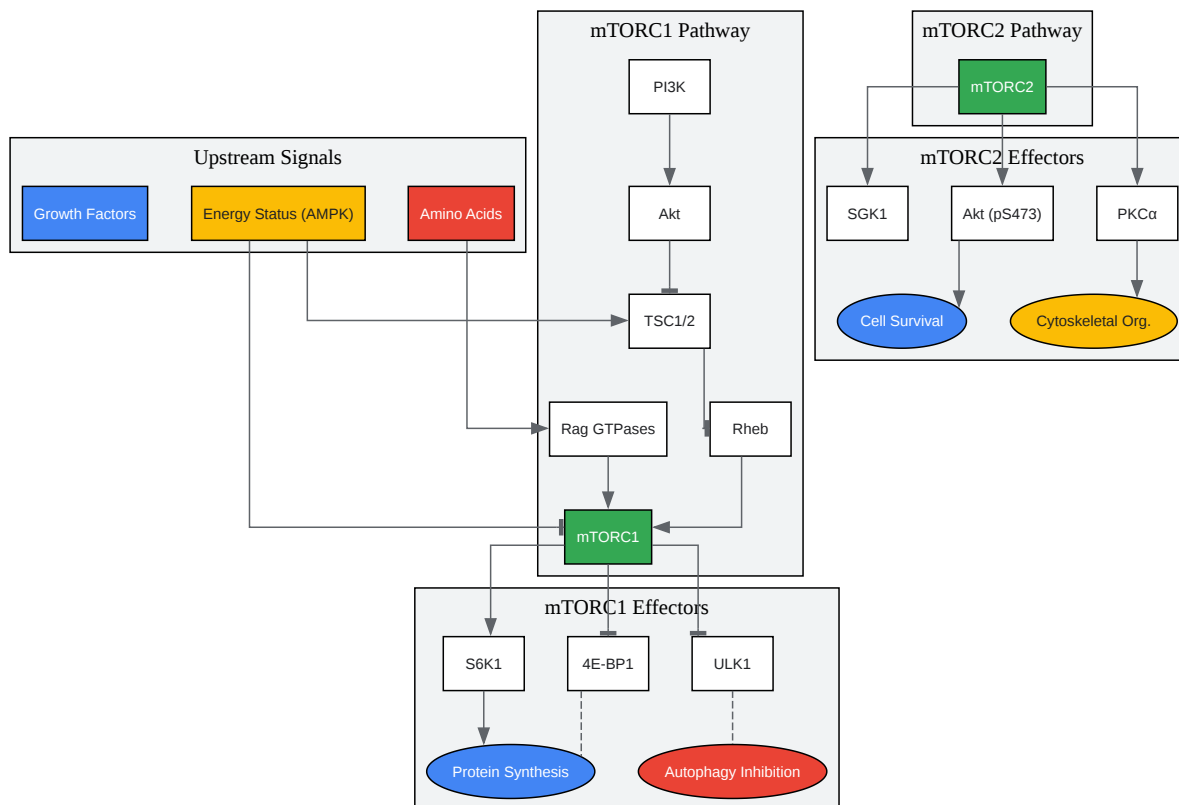 mTORC1 Pathway
PI3K
Akt
TSC1/2
Rag GTPases
Rheb
mTORC1
mTORC2 Pathway
mTORC2
Upstream Signals
Growth Factors
Energy Status (AMPK)
Amino Acids
mTORC2 Effectors
SGK1
Akt (pS473)
PKCα
Cell Survival
Cytoskeletal Org.
mTORC1 Effectors
S6K1
4E-BP1
ULK1
Protein Synthesis
Autophagy Inhibition